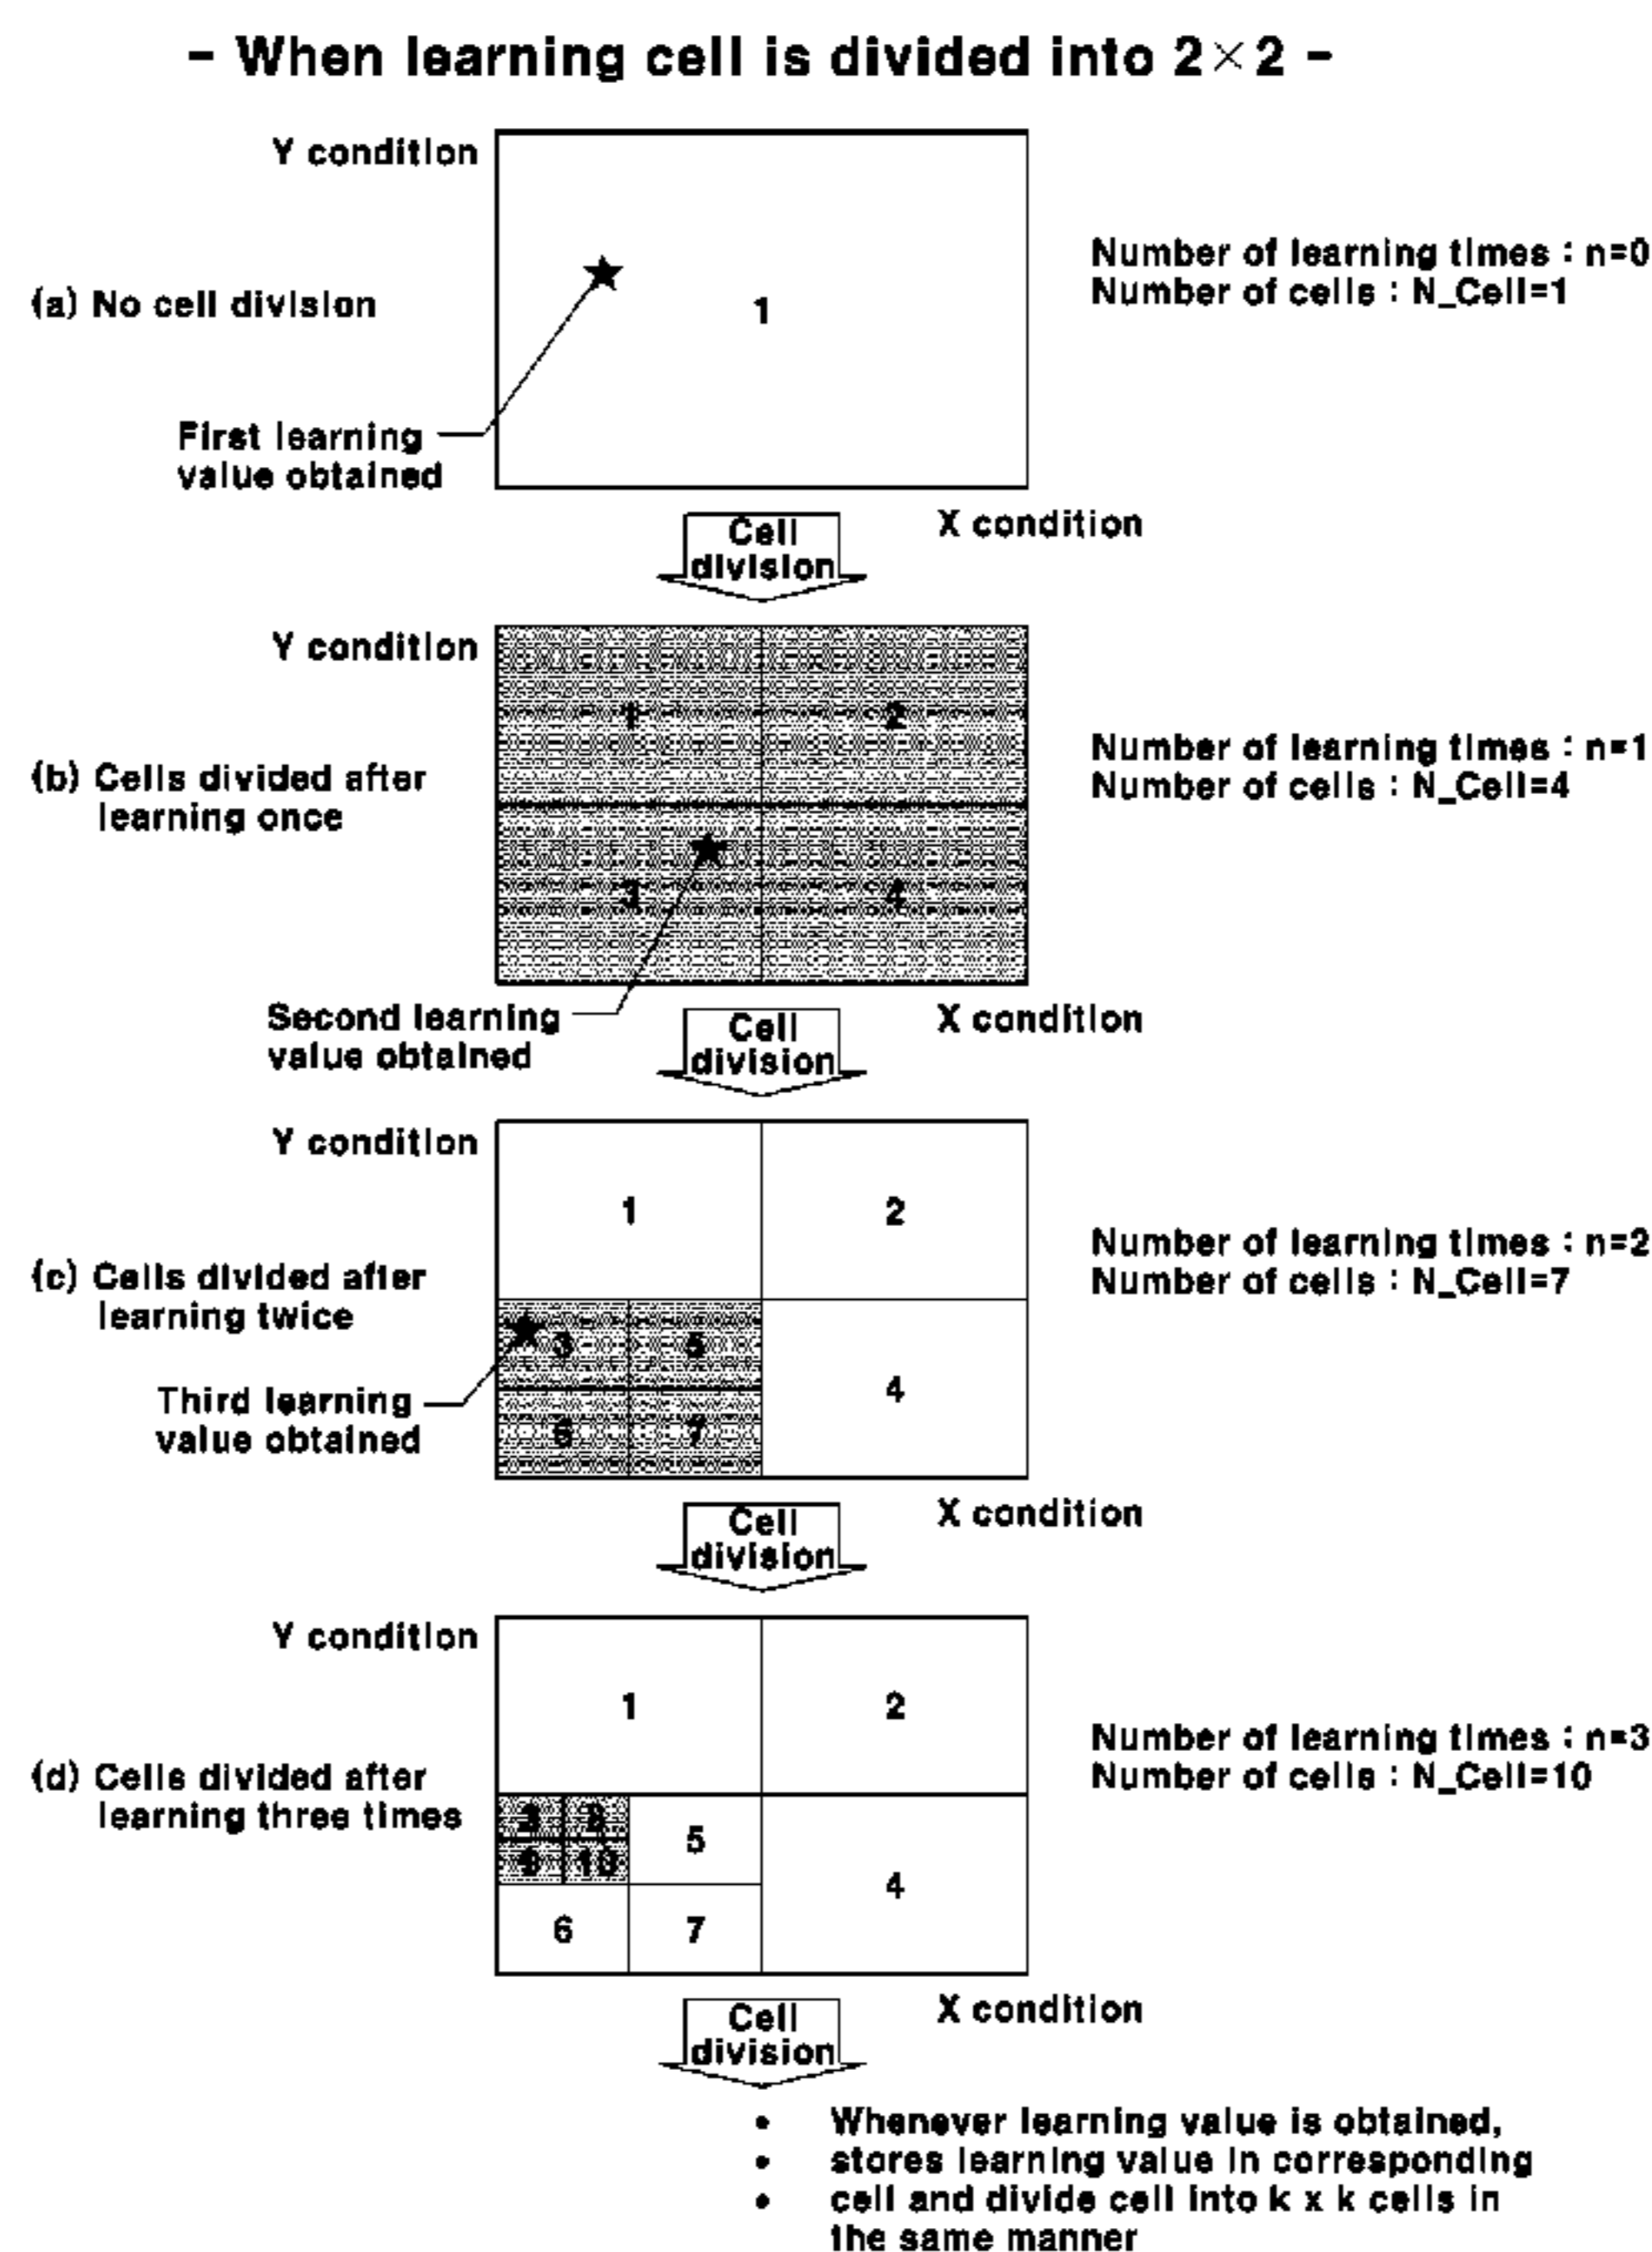 - When learning cell is divided into 2×2 -
Y condition
(a) No cell division
1
Number of learning times : n=0
Number of cells : N_Cell=1
First learning
value obtained
X condition
Cell
division
Y condition
1
2
(b) Cells divided after
learning once
3
4
Number of learning times : n=1
Number of cells : N_Cell=4
Second learning
value obtained
X condition
Cell
division
Y condition
1
2
(c) Cells divided after
learning twice
3
5
4
6
7
Number of learning times : n=2
Number of cells : N_Cell=7
Third learning
value obtained
X condition
Cell
division
Y condition
1
2
(d) Cells divided after
learning three times
3
8
5
9
10
4
6
7
Number of learning times : n=3
Number of cells : N_Cell=10
X condition
Cell
division
• Whenever learning value is obtained,
• stores learning value in corresponding
• cell and divide cell into k x k cells in
the same manner